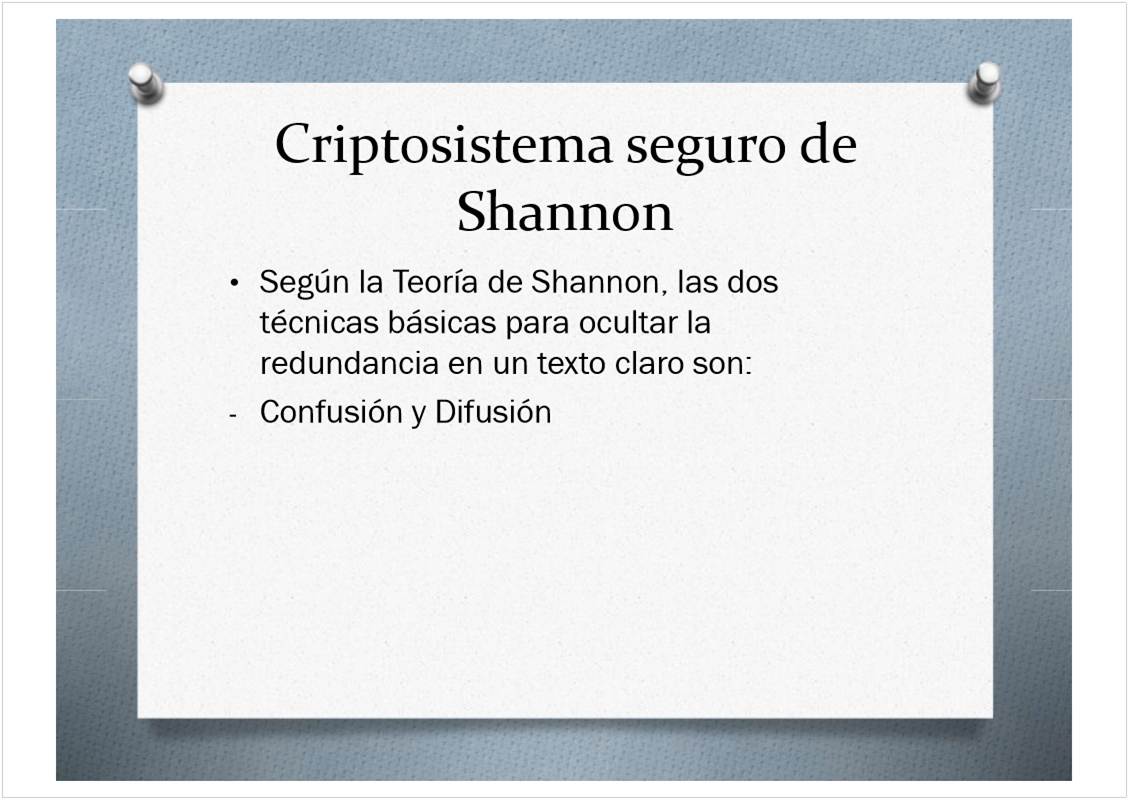 Criptosistema seguro de
Shannon
• Según la Teoría de Shannon, las dos
técnicas básicas para ocultar la
redundancia en un texto claro son:
- Confusión y Difusión